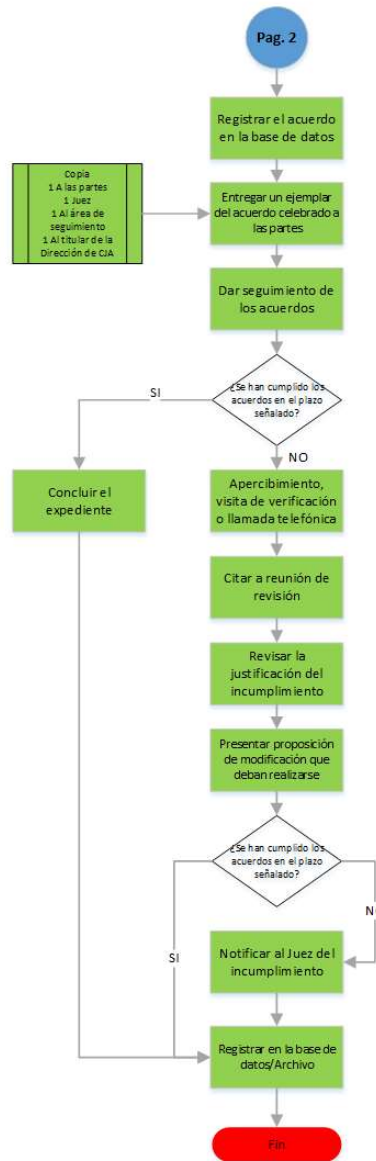 Pag. 2
Registrar el acuerdo
en la base de datos
Copia
1 A las partes
1 Juez
1 Al área de
seguimiento
1 Al titular de la
Dirección de CJA
Entregar un ejemplar
del acuerdo celebrado a
las partes
Dar seguimiento de
los acuerdos
¿Se han cumplido los
acuerdos en el plazo
señalado?
SI
NO
Concluir el
expediente
Apercibimiento,
visita de verificación
o llamada telefónica
Citar a reunión de
revisión
Revisar la
justificación del
incumplimiento
Presentar proposición
de modificación que
deban realizarse
¿Se han cumplido los
acuerdos en el plazo
señalado?
NO
SI
Notificar al Juez del
incumplimiento
Registrar en la base de
datos/Archivo
Fin